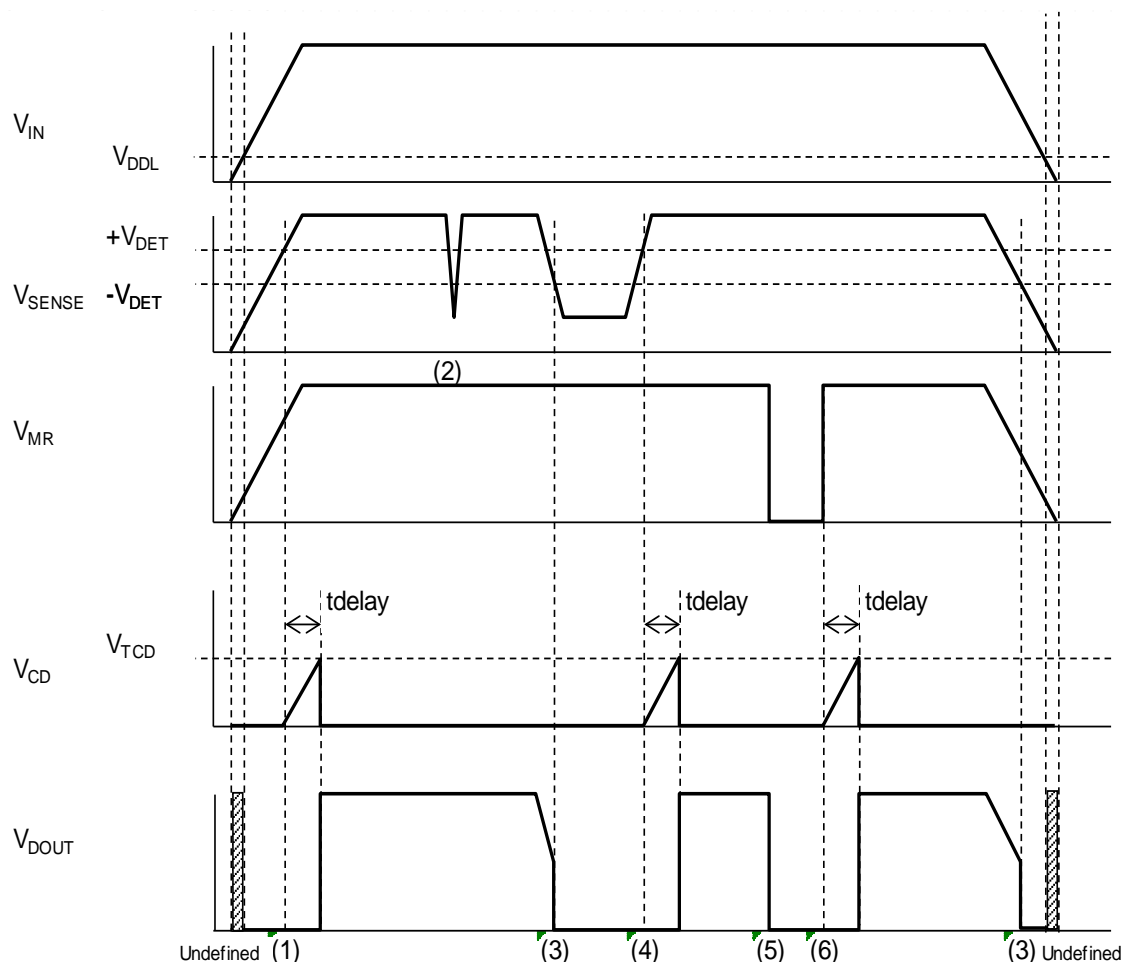 V_IN
V_DDL
+V_DET
V_SENSE -V_DET
(2)
V_MR
tdelay tdelay tdelay
V_TCD
V_CD
V_DOUT
Undefined (1) (3) (4) (5) (6) (3) Undefined